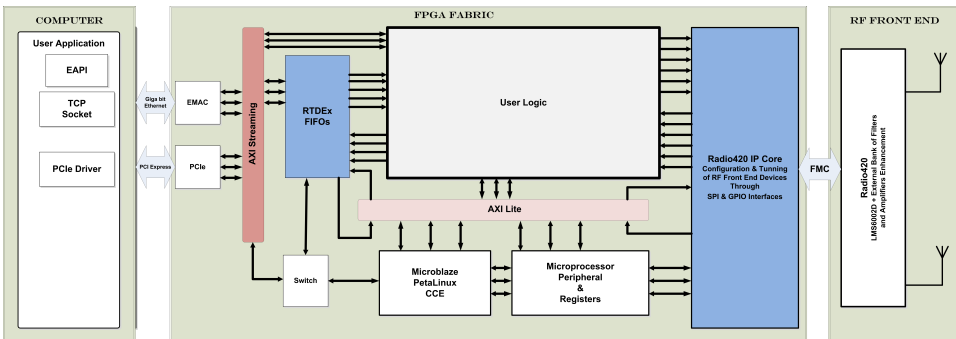 COMPUTER
FPGA FABRIC
RF FRONT END
User Application
EAPI
TCP
Socket
PCIe Driver
Giga bit
Ethernet
PCI Express
EMAC
PCIe
AXI Streaming
RTDEx
FIFOs
User Logic
AXI Lite
Switch
Microblaze
PetaLinux
CCE
Microprocessor
Peripheral
&
Registers
Radio420 IP Core
Configuration & Tunning
of RF Front End Devices
Through
SPI & GPIO Interfaces
FMC
Radio420
LMS6002D + External Bank of Filters
and Amplifiers Enhancement